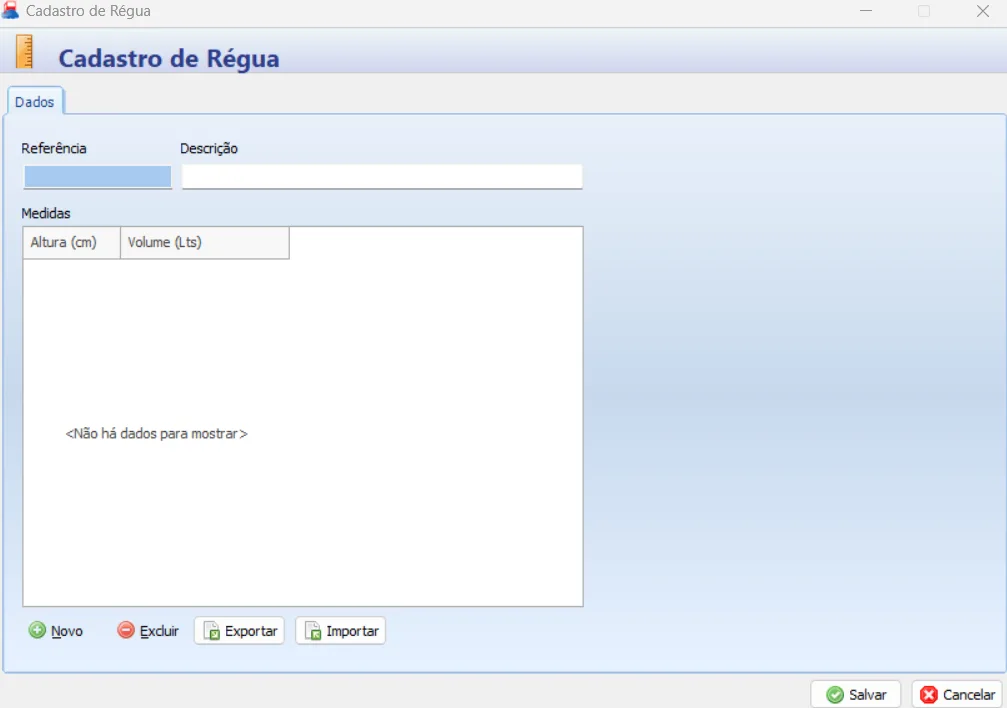 Cadastro de Régua
Cadastro de Régua
Dados
Referência Descrição
Medidas
Altura (cm) Volume (Lts)
<Não há dados para mostrar>
Novo Excluir Exportar Importar
Salvar Cancelar